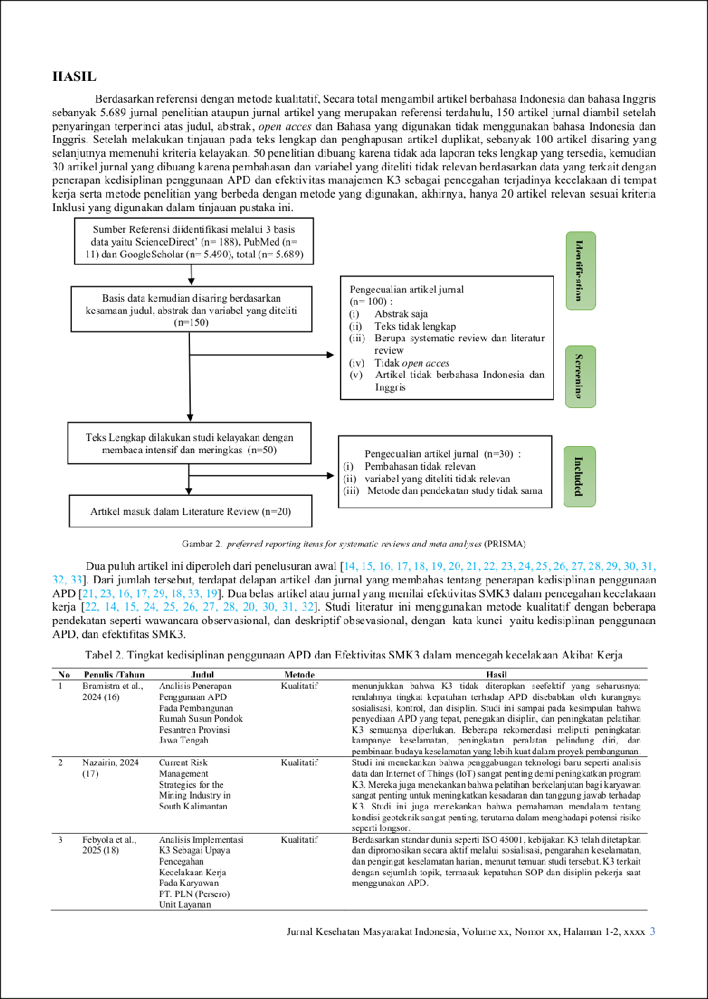 HASIL
Berdasarkan referensi dengan metode kualitatif, Secara total mengambil artikel berbahasa Indonesia dan bahasa Inggris
sebanyak 5.689 jurnal penelitian ataupun jurnal artikel yang merupakan referensi terdahulu, 150 artikel jurnal diambil setelah
penyaringan terperinci atas judul, abstrak, open acces dan Bahasa yang digunakan tidak menggunakan bahasa Indonesia dan
Inggris. Setelah melakukan tinjauan pada teks lengkap dan penghapusan artikel duplikat, sebanyak 100 artikel disaring yang
selanjutnya memenuhi kriteria kelayakan. 50 penelitian dibuang karena tidak ada laporan teks lengkap yang tersedia, kemudian
30 artikel jurnal yang dibuang karena pembahasan dan variabel yang diteliti tidak relevan berdasarkan data yang terkait dengan
penerapan kedisiplinan penggunaan APD dan efektivitas manajemen K3 sebagai pencegahan terjadinya kecelakaan di tempat
kerja serta metode penelitian yang berbeda dengan metode yang digunakan, akhirnya, hanya 20 artikel relevan sesuai kriteria
Inklusi yang digunakan dalam tinjauan pustaka ini.
Sumber Referensi diidentifikasi melalui 3 basis
data yaitu ScienceDirect’ (n= 188), PubMed (n=
11) dan GoogleScholar (n= 5.490), total (n= 5.689)
Identification
Basis data kemudian disaring berdasarkan
kesamaan judul, abstrak dan variabel yang diteliti
(n=150)
Pengecualian artikel jurnal
(n= 100) :
(i) Abstrak saja
(ii) Teks tidak lengkap
(iii) Berupa systematic review dan literatur
review
(iv) Tidak open acces
(v) Artikel tidak berbahasa Indonesia dan
Inggris
Screening
Teks Lengkap dilakukan studi kelayakan dengan
membaca intensif dan meringkas (n=50)
Pengecualian artikel jurnal (n=30) :
(i) Pembahasan tidak relevan
(ii) variabel yang diteliti tidak relevan
(iii) Metode dan pendekatan study tidak sama
Included
Artikel masuk dalam Literature Review (n=20)
Gambar 2. preferred reporting items for systematic reviews and meta analyses (PRISMA)
Dua puluh artikel ini diperoleh dari penelusuran awal [14, 15, 16, 17, 18, 19, 20, 21, 22, 23, 24, 25, 26, 27, 28, 29, 30, 31,
32, 33]. Dari jumlah tersebut, terdapat delapan artikel dan jurnal yang membahas tentang penerapan kedisiplinan penggunaan
APD [21, 23, 16, 17, 29, 18, 33, 19]. Dua belas artikel atau jurnal yang menilai efektivitas SMK3 dalam pencegahan kecelakaan
kerja [22, 14, 15, 24, 25, 26, 27, 28, 20, 30, 31, 32]. Studi literatur ini menggunakan metode kualitatif dengan beberapa
pendekatan seperti wawancara observasional, dan deskriptif obsevasional, dengan kata kunci yaitu kedisiplinan penggunaan
APD, dan efektifitas SMK3.
Tabel 2. Tingkat kedisiplinan penggunaan APD dan Efektivitas SMK3 dalam mencegah kecelakaan Akibat Kerja
No Penulis /Tahun Judul Metode Hasil
1 Bramistra et al., Analisis Penerapan Kualitatif menunjukkan bahwa K3 tidak diterapkan seefektif yang seharusnya;
2024 (16) Penggunaan APD rendahnya tingkat kepatuhan terhadap APD disebabkan oleh kurangnya
Pada Pembangunan sosialisasi, kontrol, dan disiplin. Studi ini sampai pada kesimpulan bahwa
Rumah Susun Pondok penyediaan APD yang tepat, penegakan disiplin, dan peningkatan pelatihan
Pesantren Provinsi K3 semuanya diperlukan. Beberapa rekomendasi meliputi peningkatan
Jawa Tengah kampanye keselamatan, peningkatan peralatan pelindung diri, dan
pembinaan budaya keselamatan yang lebih kuat dalam proyek pembangunan.
2 Nazairin, 2024 Current Risk Kualitatif Studi ini menekankan bahwa penggabungan teknologi baru seperti analisis
(17) Management data dan Internet of Things (IoT) sangat penting demi peningkatkan program
Strategies for the K3. Mereka juga menekankan bahwa pelatihan berkelanjutan bagi karyawan
Mining Industry in sangat penting untuk meningkatkan kesadaran dan tanggung jawab terhadap
South Kalimantan K3. Studi ini juga menekankan bahwa pemahaman mendalam tentang
kondisi geoteknik sangat penting, terutama dalam menghadapi potensi risiko
seperti longsor.
3 Febyola et al., Analisis Implementasi Kualitatif Berdasarkan standar dunia seperti ISO 45001, kebijakan K3 telah ditetapkan
2025 (18) K3 Sebagai Upaya dan dipromosikan secara aktif melalui sosialisasi, pengarahan keselamatan,
Pencegahan dan pengingat keselamatan harian, menurut temuan studi tersebut. K3 terkait
Kecelakaan Kerja dengan sejumlah topik, termasuk kepatuhan SOP dan disiplin pekerja saat
Pada Karyawan menggunakan APD.
PT. PLN (Persero)
Unit Layanan
Jurnal Kesehatan Masyarakat Indonesia, Volume xx, Nomor xx, Halaman 1-2, xxxx 3